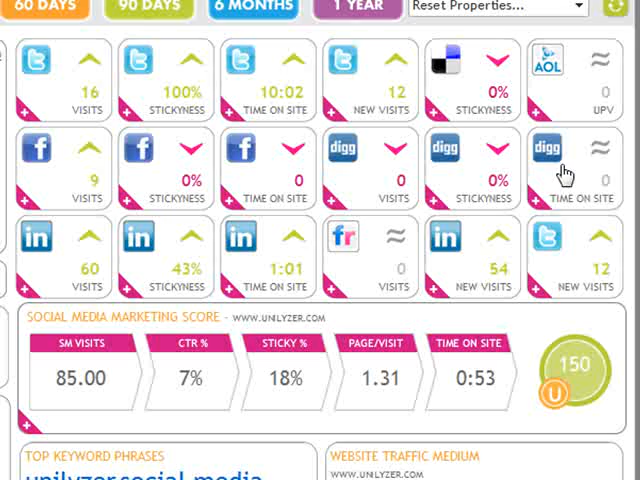 60 DAYS
90 DAYS
6 MONTHS
1 YEAR
Reset Properties...
16
VISITS
100%
STICKYNESS
10:02
TIME ON SITE
12
NEW VISITS
0%
STICKYNESS
AOL
0
UPV
9
VISITS
0%
STICKYNESS
0
TIME ON SITE
digg
0
VISITS
digg
0%
STICKYNESS
digg
0
TIME ON SITE
in
60
VISITS
in
43%
STICKYNESS
in
1:01
TIME ON SITE
fr
0
VISITS
in
54
NEW VISITS
12
NEW VISITS
SOCIAL MEDIA MARKETING SCORE - WWW.UNILYZER.COM
SM VISITS
CTR %
STICKY %
PAGE/VISIT
TIME ON SITE
85.00
7%
18%
1.31
0:53
150
U
TOP KEYWORD PHRASES
WEBSITE TRAFFIC MEDIUM
WWW.UNILYZER.COM
unilyzer social media